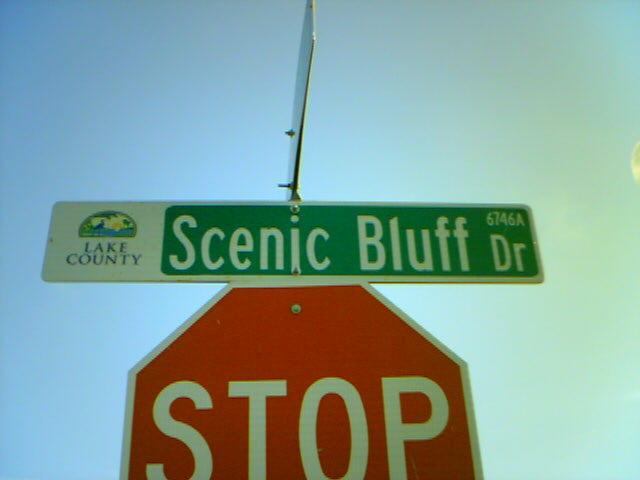 LAKE
COUNTY
Scenic Bluff Dr
6746A
STOP